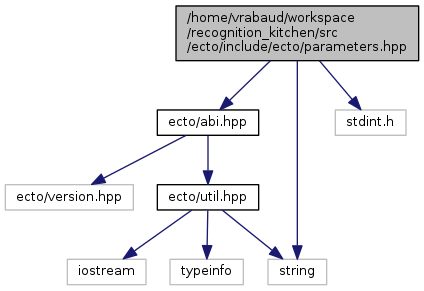 /home/vrabaud/workspace
/recognition_kitchen/src
/ecto/include/ecto/parameters.hpp
ecto/abi.hpp
stdint.h
ecto/version.hpp
ecto/util.hpp
iostream
typeinfo
string